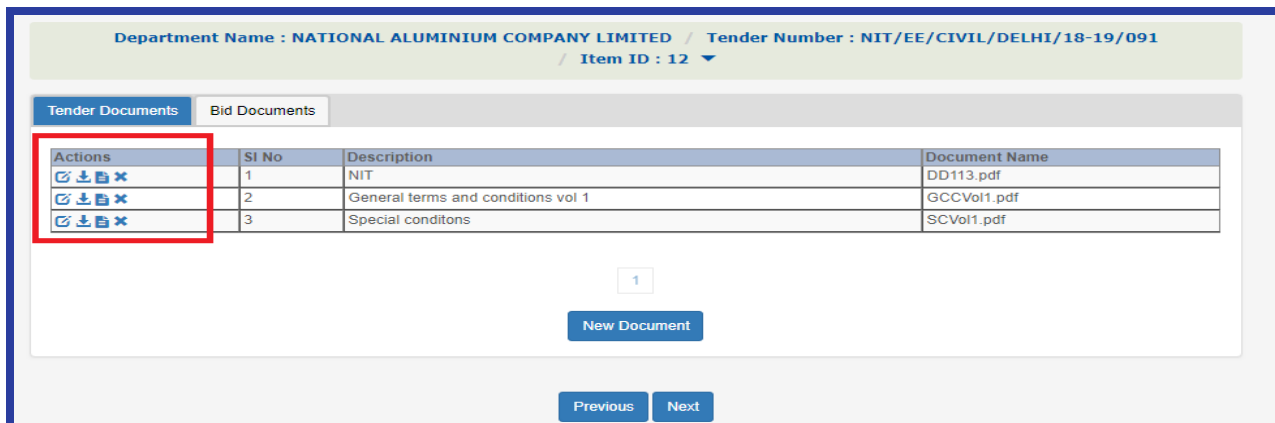 Department Name : NATIONAL ALUMINIUM COMPANY LIMITED / Tender Number : NIT/EE/CIVIL/DELHI/18-19/091
/ Item ID : 12
Tender Documents Bid Documents
Actions SI No Description Document Name
1 NIT DD113.pdf
2 General terms and conditions vol 1 GCCVol1.pdf
3 Special conditons SCVol1.pdf
1
New Document
Previous Next